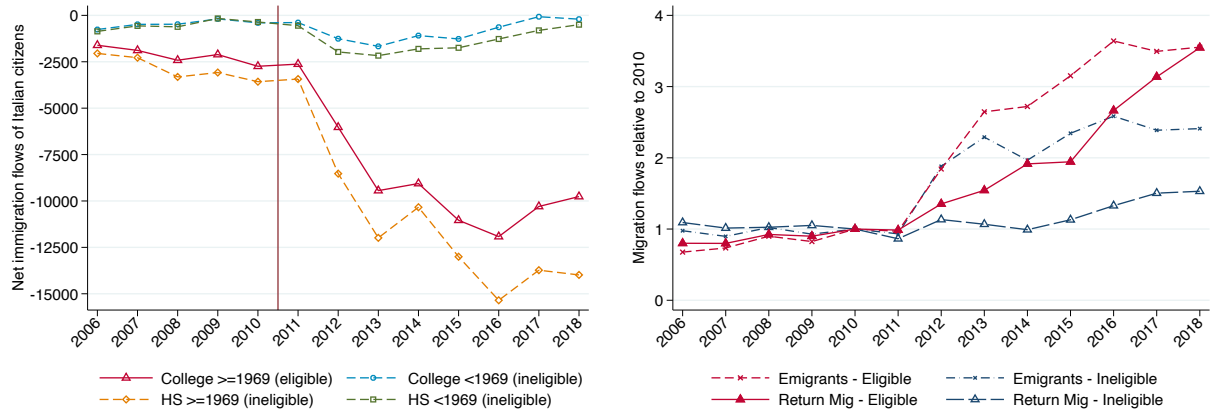 Net immigration flows of Italian citizens
0
-2500
-5000
-7500
-10000
-12500
-15000
2006 2007 2008 2009 2010 2011 2012 2013 2014 2015 2016 2017 2018
College >=1969 (eligible) College <1969 (ineligible)
HS >=1969 (ineligible) HS <1969 (ineligible)
Migration flows relative to 2010
4
3
2
1
0
2006 2007 2008 2009 2010 2011 2012 2013 2014 2015 2016 2017 2018
Emigrants - Eligible Emigrants - Ineligible
Return Mig - Eligible Return Mig - Ineligible